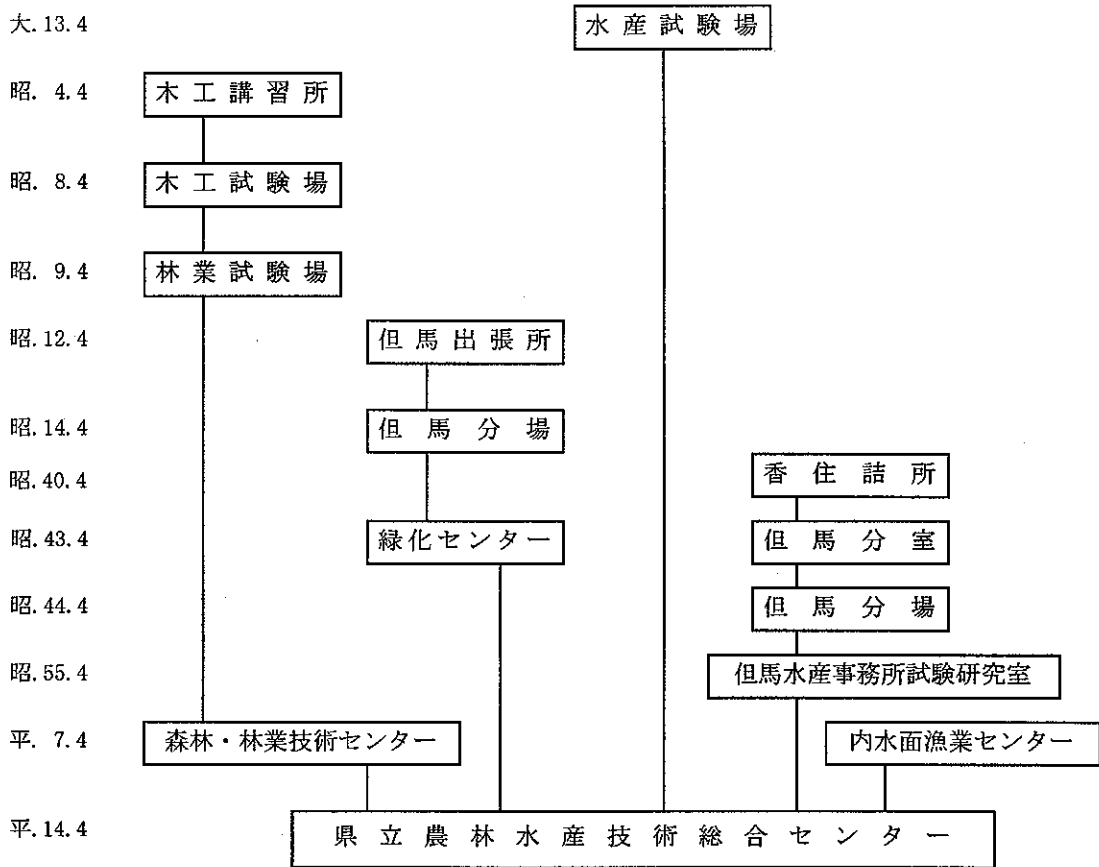 大.13.4 水産試験場
昭. 4.4 木工講習所
昭. 8.4 木工試験場
昭. 9.4 林業試験場
昭.12.4 但馬出張所
昭.14.4 但馬分場
昭.40.4 香住詰所
昭.43.4 緑化センター 但馬分室
昭.44.4 但馬分場
昭.55.4 但馬水産事務所試験研究室
平. 7.4 森林・林業技術センター 内水面漁業センター
平.14.4 県立農林水産技術総合センター